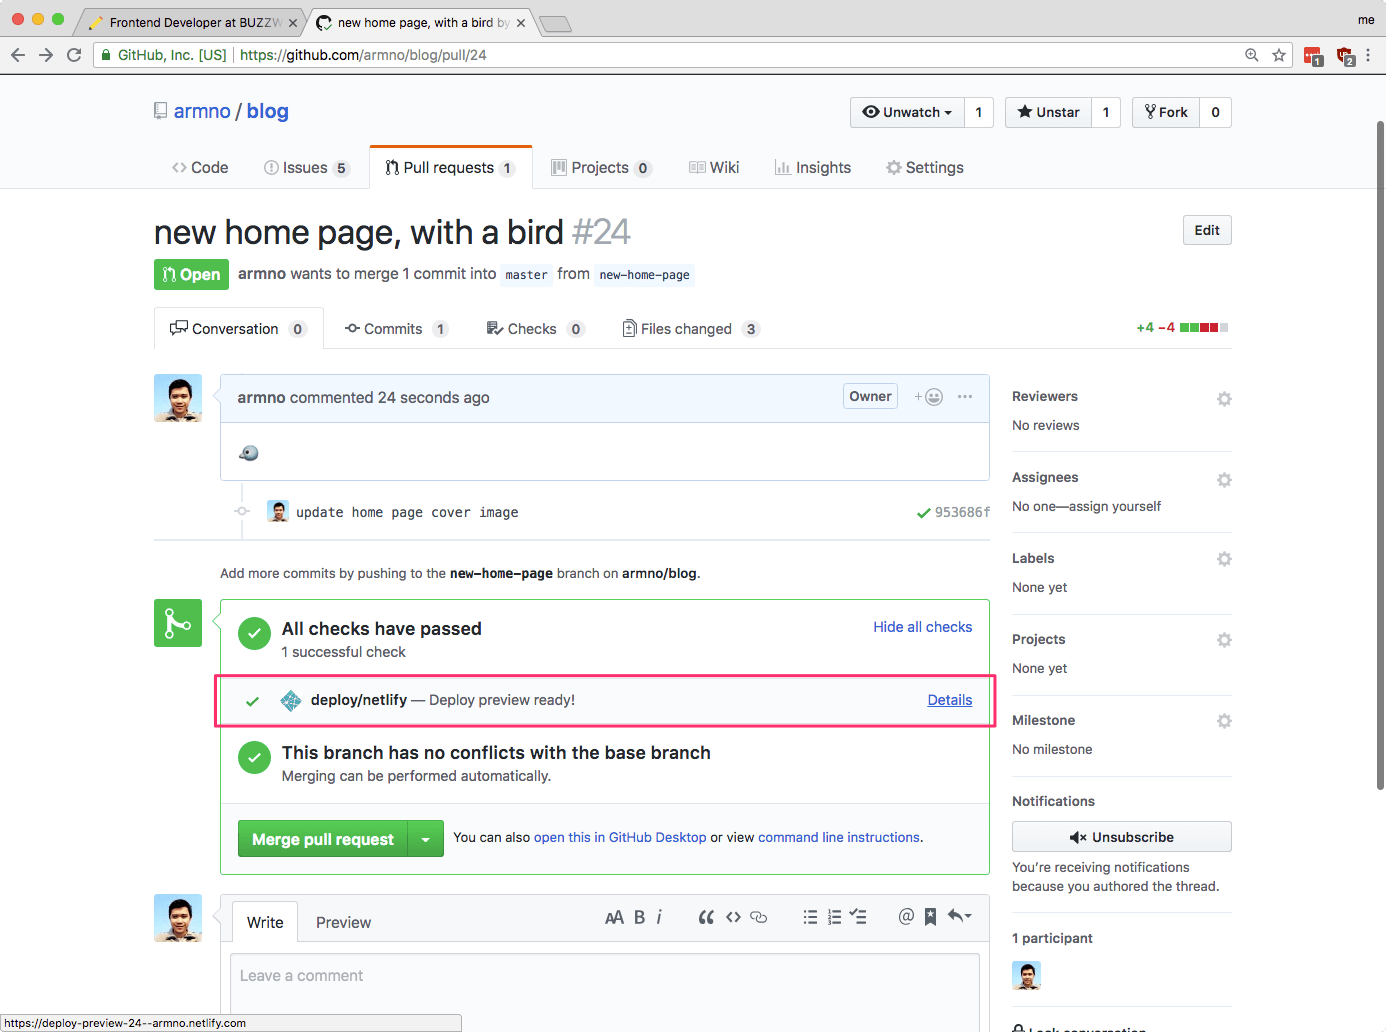 Frontend Developer at BUZZW
new home page, with a bird by
me
GitHub, Inc. [US] https://github.com/armno/blog/pull/24
1
2
armno / blog
Unwatch 1
Unstar 1
Fork 0
Code
Issues 5
Pull requests 1
Projects 0
Wiki
Insights
Settings
new home page, with a bird #24
Edit
Open
armno wants to merge 1 commit into master from new-home-page
Conversation 0
Commits 1
Checks 0
Files changed 3
+4 −4
armno commented 24 seconds ago
Owner
update home page cover image
953686f
Add more commits by pushing to the new-home-page branch on armno/blog.
All checks have passed
Hide all checks
1 successful check
deploy/netlify — Deploy preview ready!
Details
This branch has no conflicts with the base branch
Merging can be performed automatically.
Merge pull request
You can also open this in GitHub Desktop or view command line instructions.
Write
Preview
AA B i
Leave a comment
Reviewers
No reviews
Assignees
No one—assign yourself
Labels
None yet
Projects
None yet
Milestone
No milestone
Notifications
Unsubscribe
You're receiving notifications
because you authored the thread.
1 participant
Lock conversation
https://deploy-preview-24--armno.netlify.com